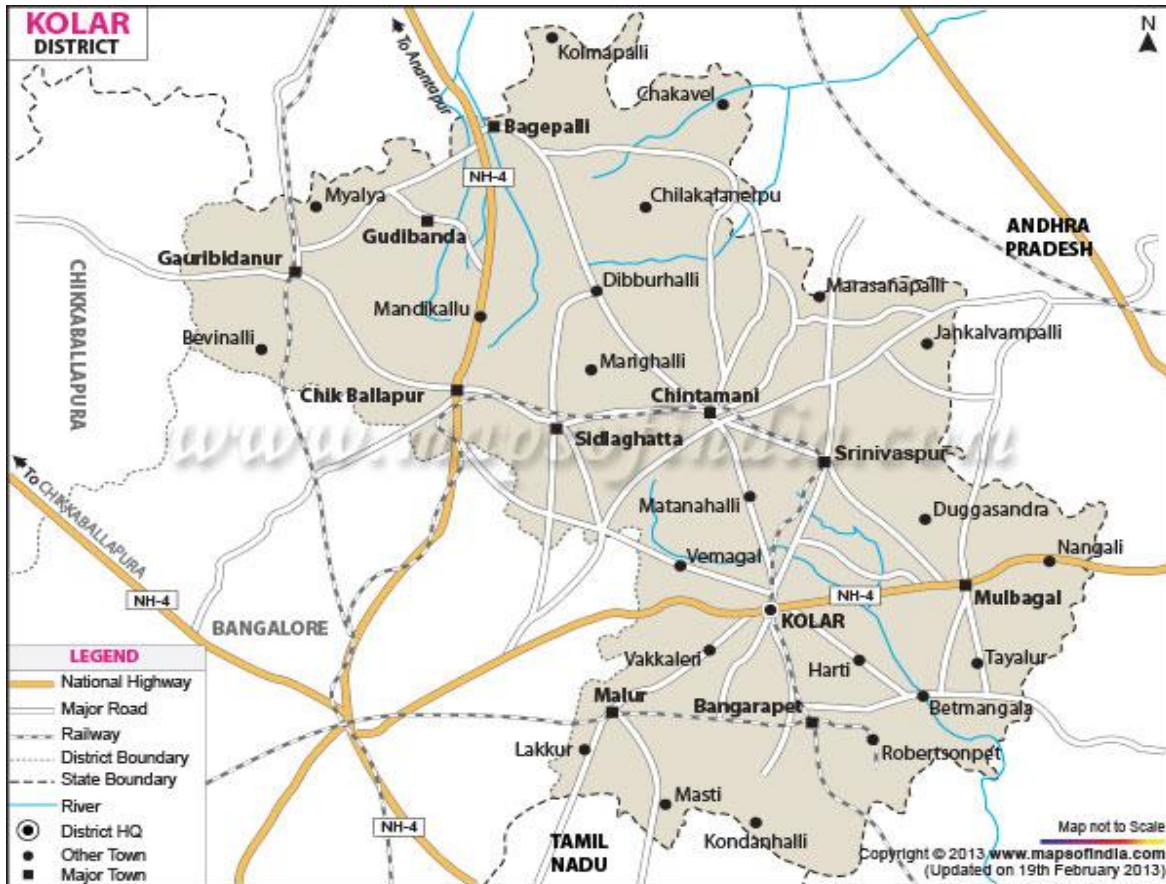 KOLAR
DISTRICT
N
To Anantapur
Kolmapalli
Chakavel
Bagepalli
NH-4
Myalya
Chilakalanerpu
Gudibanda
ANDHRA
PRADESH
Gauribidanur
CHIKKABALLAPURA
Dibburhalli
Marasanapalli
Mandikallu
Bevinalli
Jahkalvampalli
Marighalli
Chik Ballapur
Chintamani
www.mapsofindia.com
Sidlaghatta
Srinivaspur
To CHIKKABALLAPURA
Matanahalli
Duggasandra
Nangali
Vemagal
NH-4
NH-4
Mulbagal
BANGALORE
KOLAR
Vakkaleri
Harti
Tayalur
Malur
Bangarapet
Betmangala
Lakkur
Robertsonpet
Masti
NH-4
Kondanhalli
TAMIL
NADU
LEGEND
National Highway
Major Road
Railway
District Boundary
State Boundary
River
District HQ
Other Town
Major Town
Map not to Scale
Copyright © 2013 www.mapsofindia.com
(Updated on 19th February 2013)